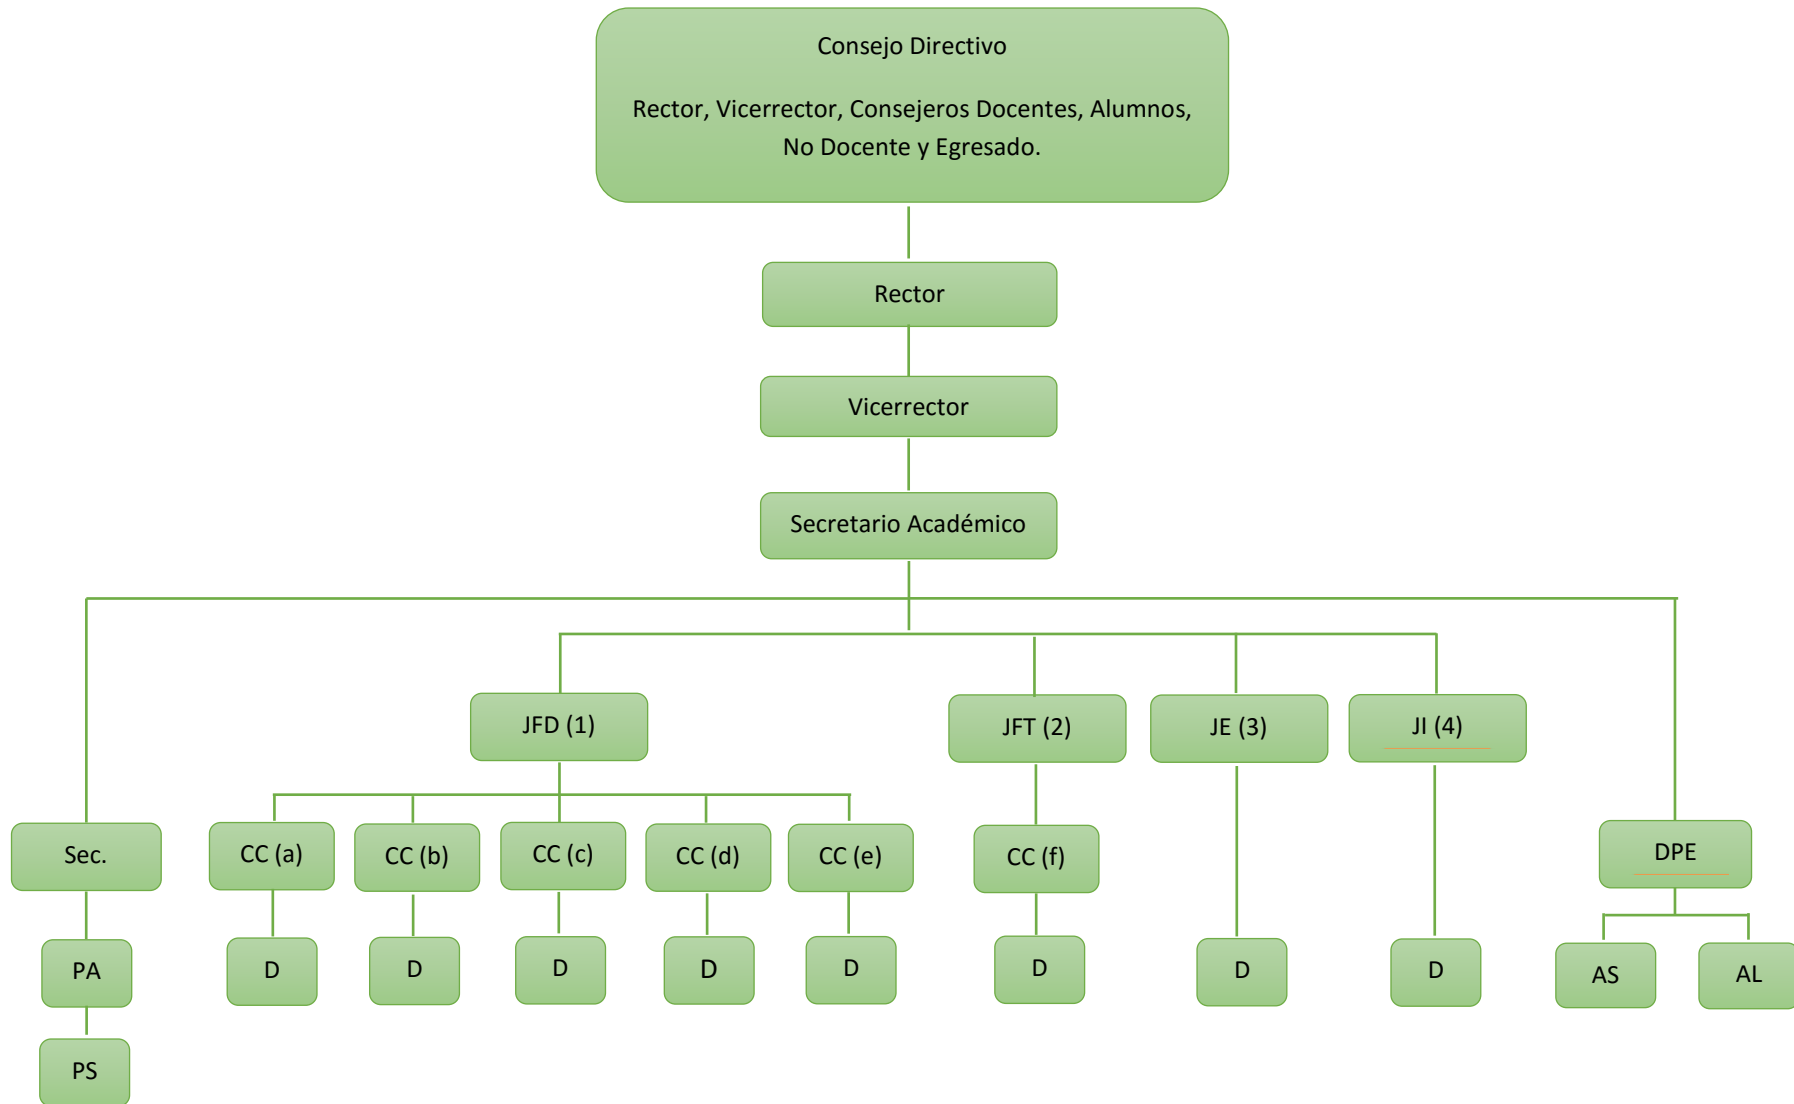 Consejo Directivo
Rector, Vicerrector, Consejeros Docentes, Alumnos,
No Docente y Egresado.
Rector
Vicerrector
Secretario Académico
JFD (1)
JFT (2)
JE (3)
JI (4)
Sec.
CC (a)
CC (b)
CC (c)
CC (d)
CC (e)
CC (f)
DPE
PA
D
D
D
D
D
D
D
D
AS
AL
PS